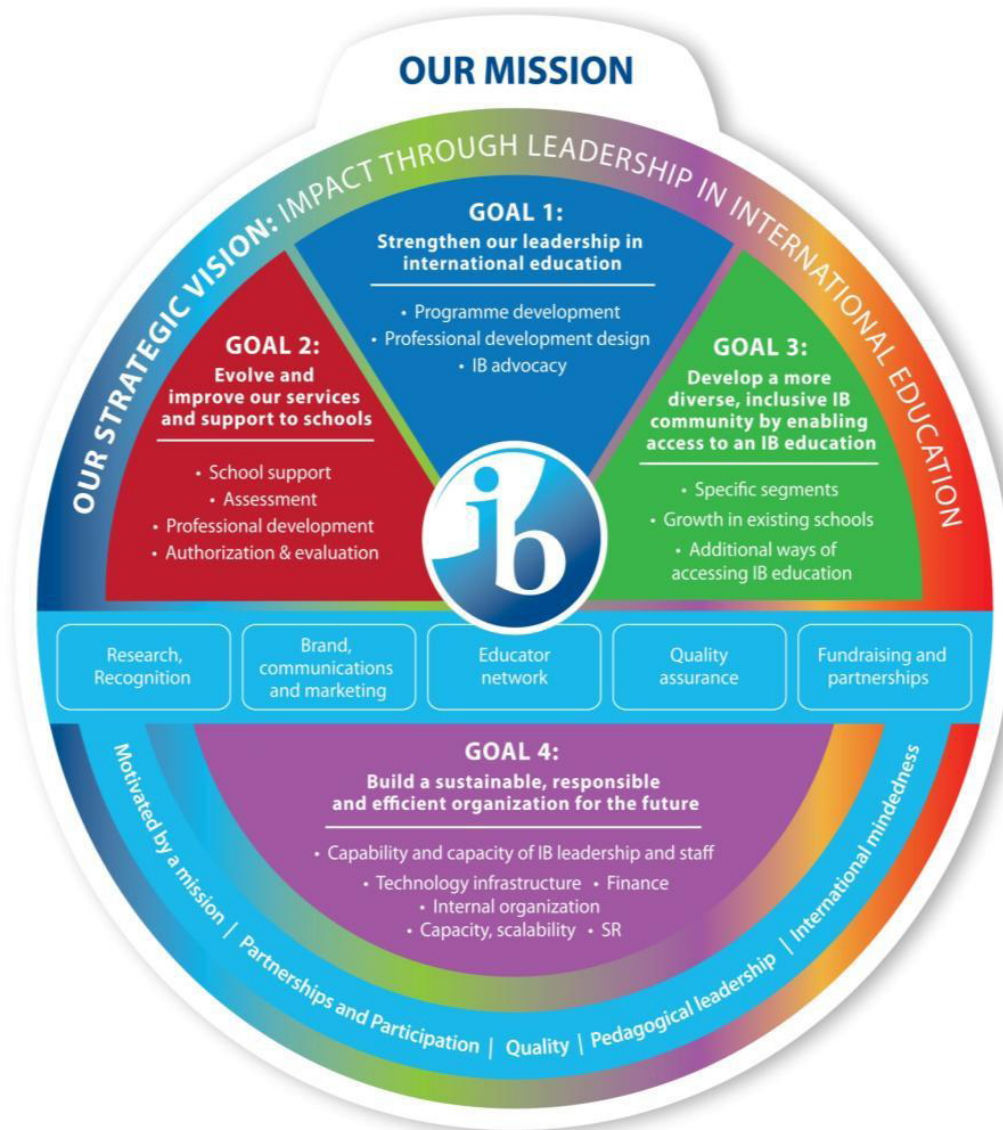 OUR MISSION
OUR STRATEGIC VISION: IMPACT THROUGH LEADERSHIP IN INTERNATIONAL EDUCATION
GOAL 1:
Strengthen our leadership in
international education
• Programme development
• Professional development design
• IB advocacy
GOAL 2:
Evolve and
improve our services
and support to schools
• School support
• Assessment
• Professional development
• Authorization & evaluation
GOAL 3:
Develop a more
diverse, inclusive IB
community by enabling
access to an IB education
• Specific segments
• Growth in existing schools
• Additional ways of
accessing IB education
ib
Research,
Recognition
Brand,
communications
and marketing
Educator
network
Quality
assurance
Fundraising and
partnerships
GOAL 4:
Build a sustainable, responsible
and efficient organization for the future
• Capability and capacity of IB leadership and staff
• Technology infrastructure • Finance
• Internal organization
• Capacity, scalability • SR
Motivated by a mission | Partnerships and Participation | Quality | Pedagogical leadership | International mindedness